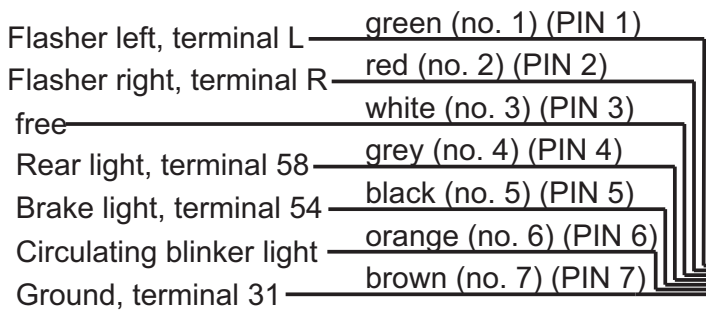 Flasher left, terminal L green (no. 1) (PIN 1)
Flasher right, terminal R red (no. 2) (PIN 2)
free white (no. 3) (PIN 3)
Rear light, terminal 58 grey (no. 4) (PIN 4)
Brake light, terminal 54 black (no. 5) (PIN 5)
Circulating blinker light orange (no. 6) (PIN 6)
Ground, terminal 31 brown (no. 7) (PIN 7)